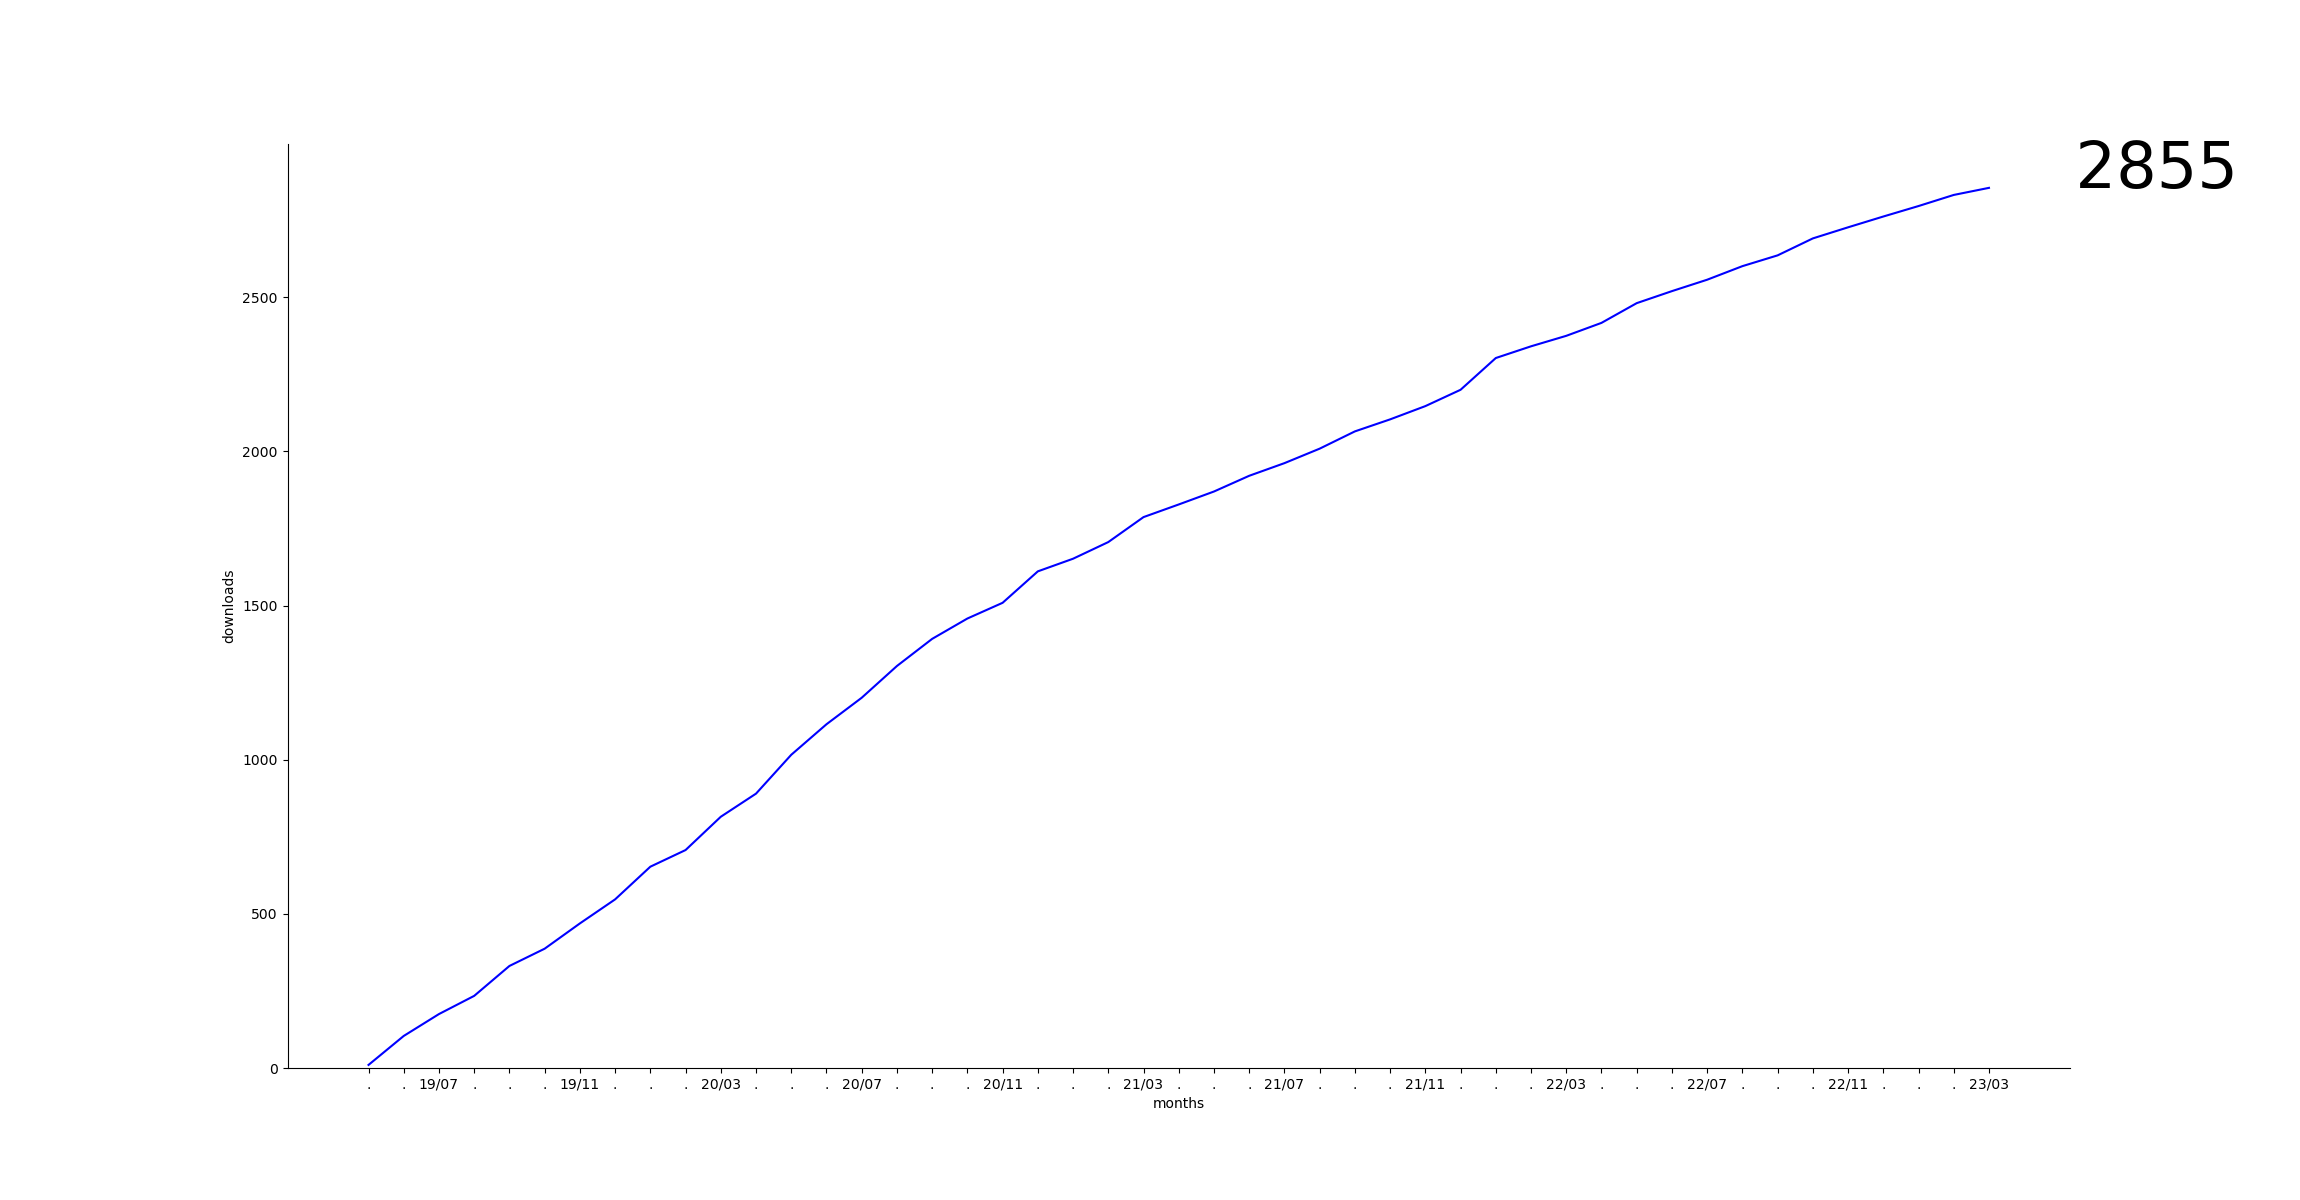 2855
2500
2000
1500
1000
500
0
downloads
. . 19/07 . . . 19/11 . . . 20/03 . . . 20/07 . . . 20/11 . . . 21/03 . . . 21/07 . . . 21/11 . . . 22/03 . . . 22/07 . . . 22/11 . . . 23/03
months